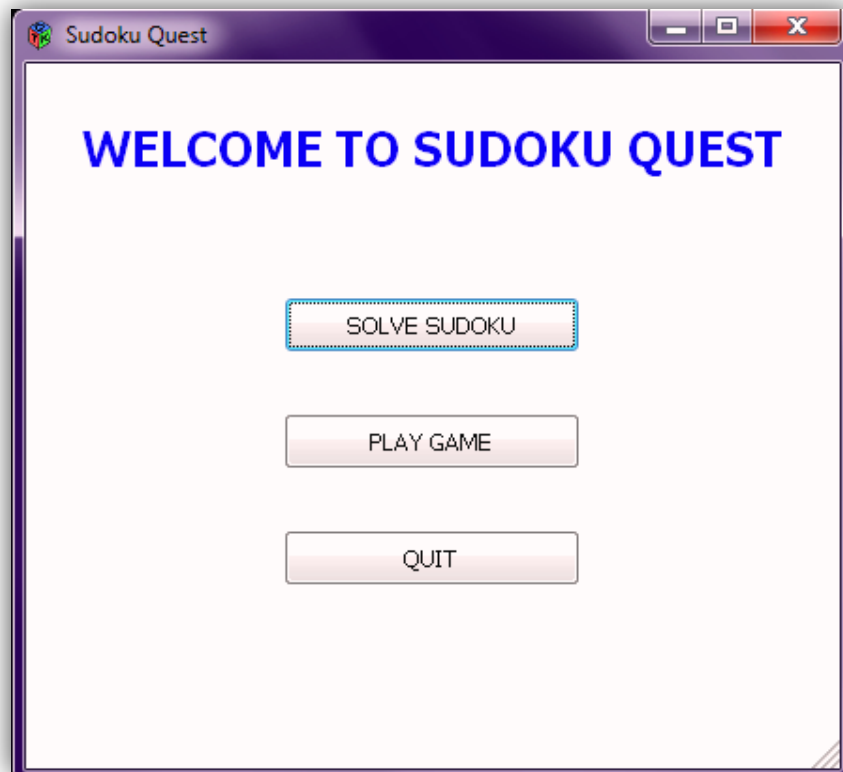 Sudoku Quest
WELCOME TO SUDOKU QUEST
SOLVE SUDOKU
PLAY GAME
QUIT